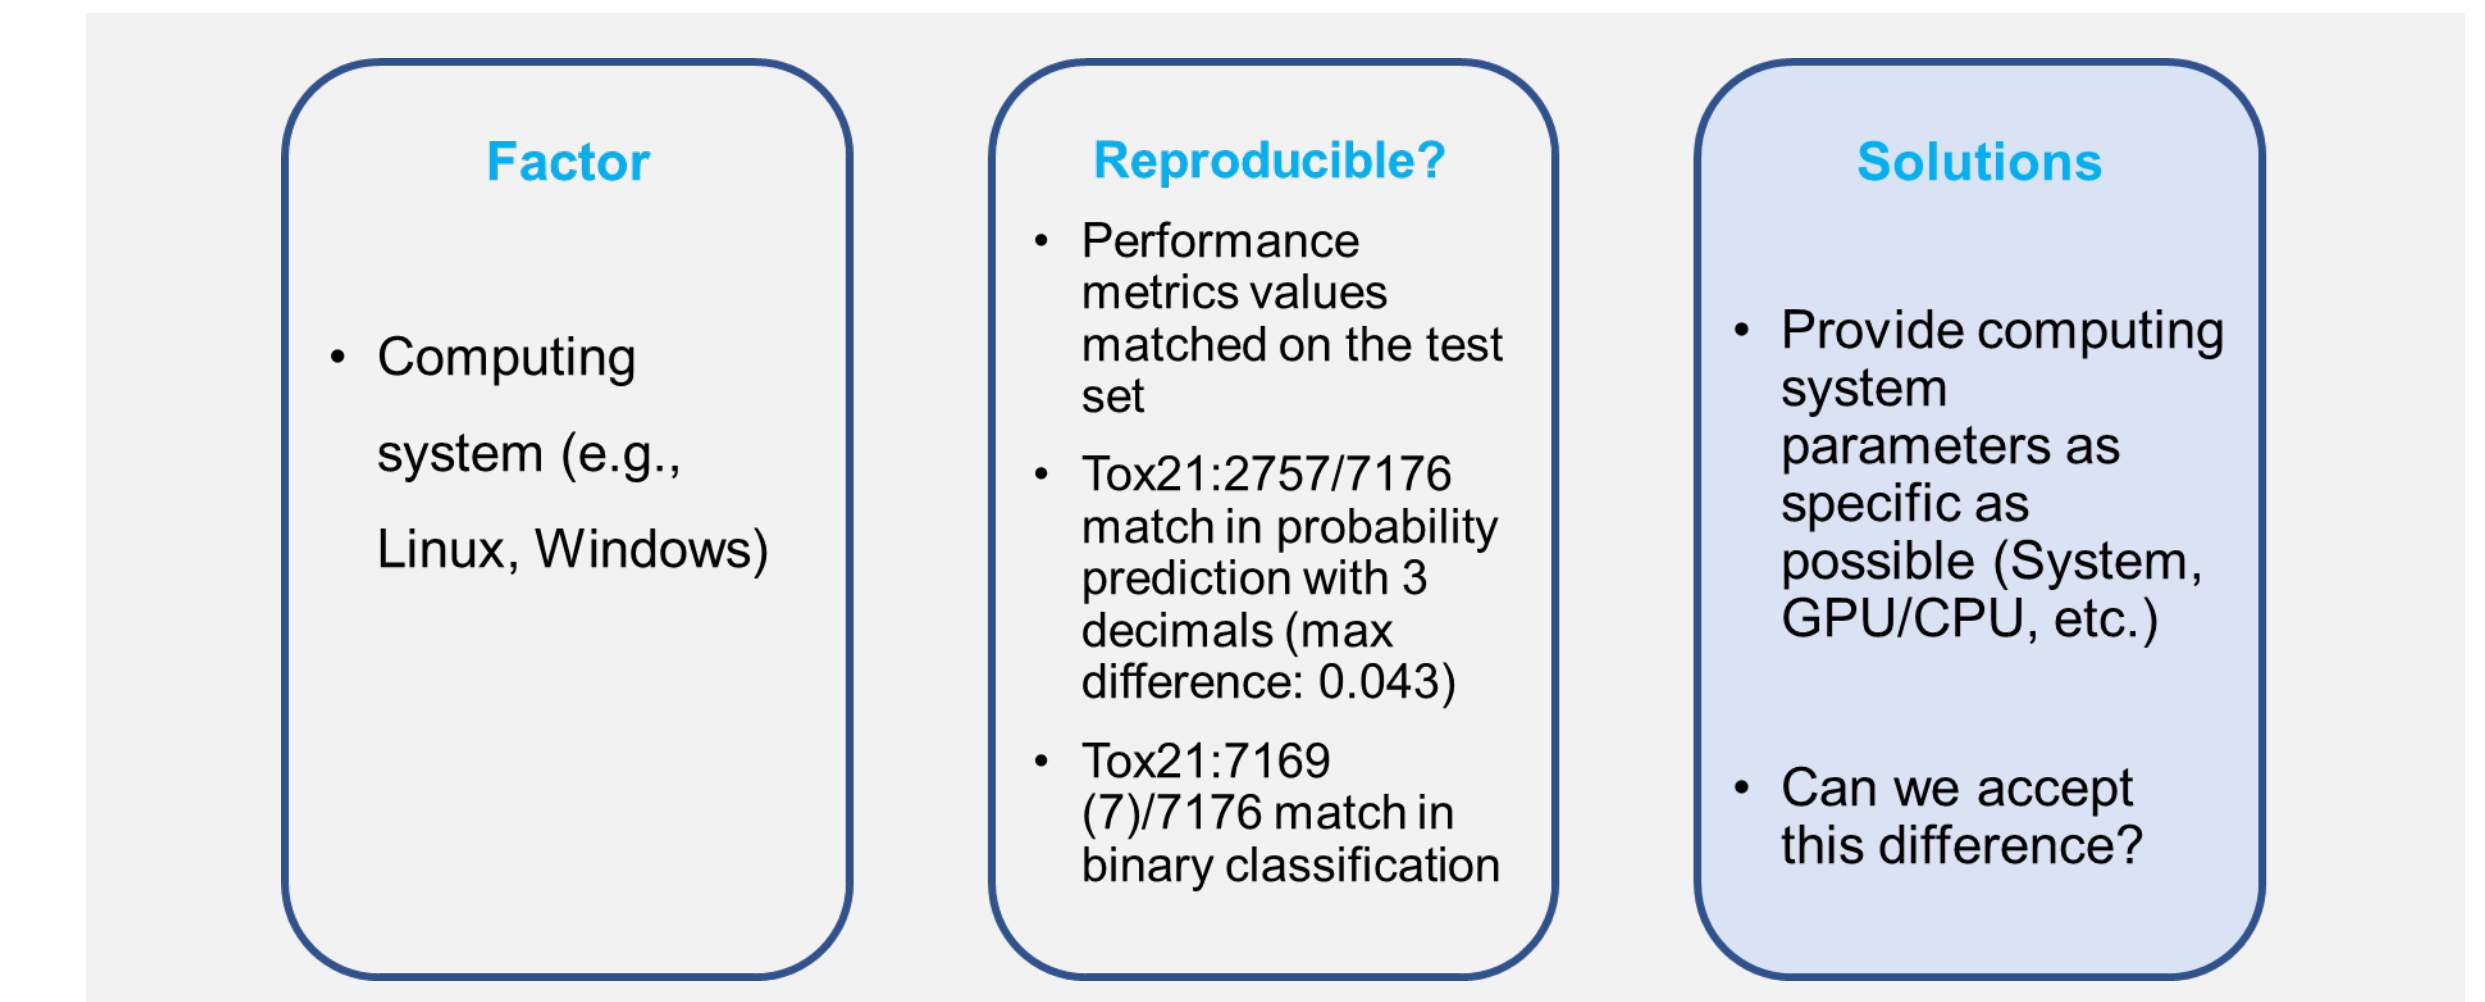 Factor
• Computing
system (e.g.,
Linux, Windows)
Reproducible?
• Performance
metrics values
matched on the test
set
• Tox21:2757/7176
match in probability
prediction with 3
decimals (max
difference: 0.043)
• Tox21:7169
(7)/7176 match in
binary classification
Solutions
• Provide computing
system
parameters as
specific as
possible (System,
GPU/CPU, etc.)
• Can we accept
this difference?